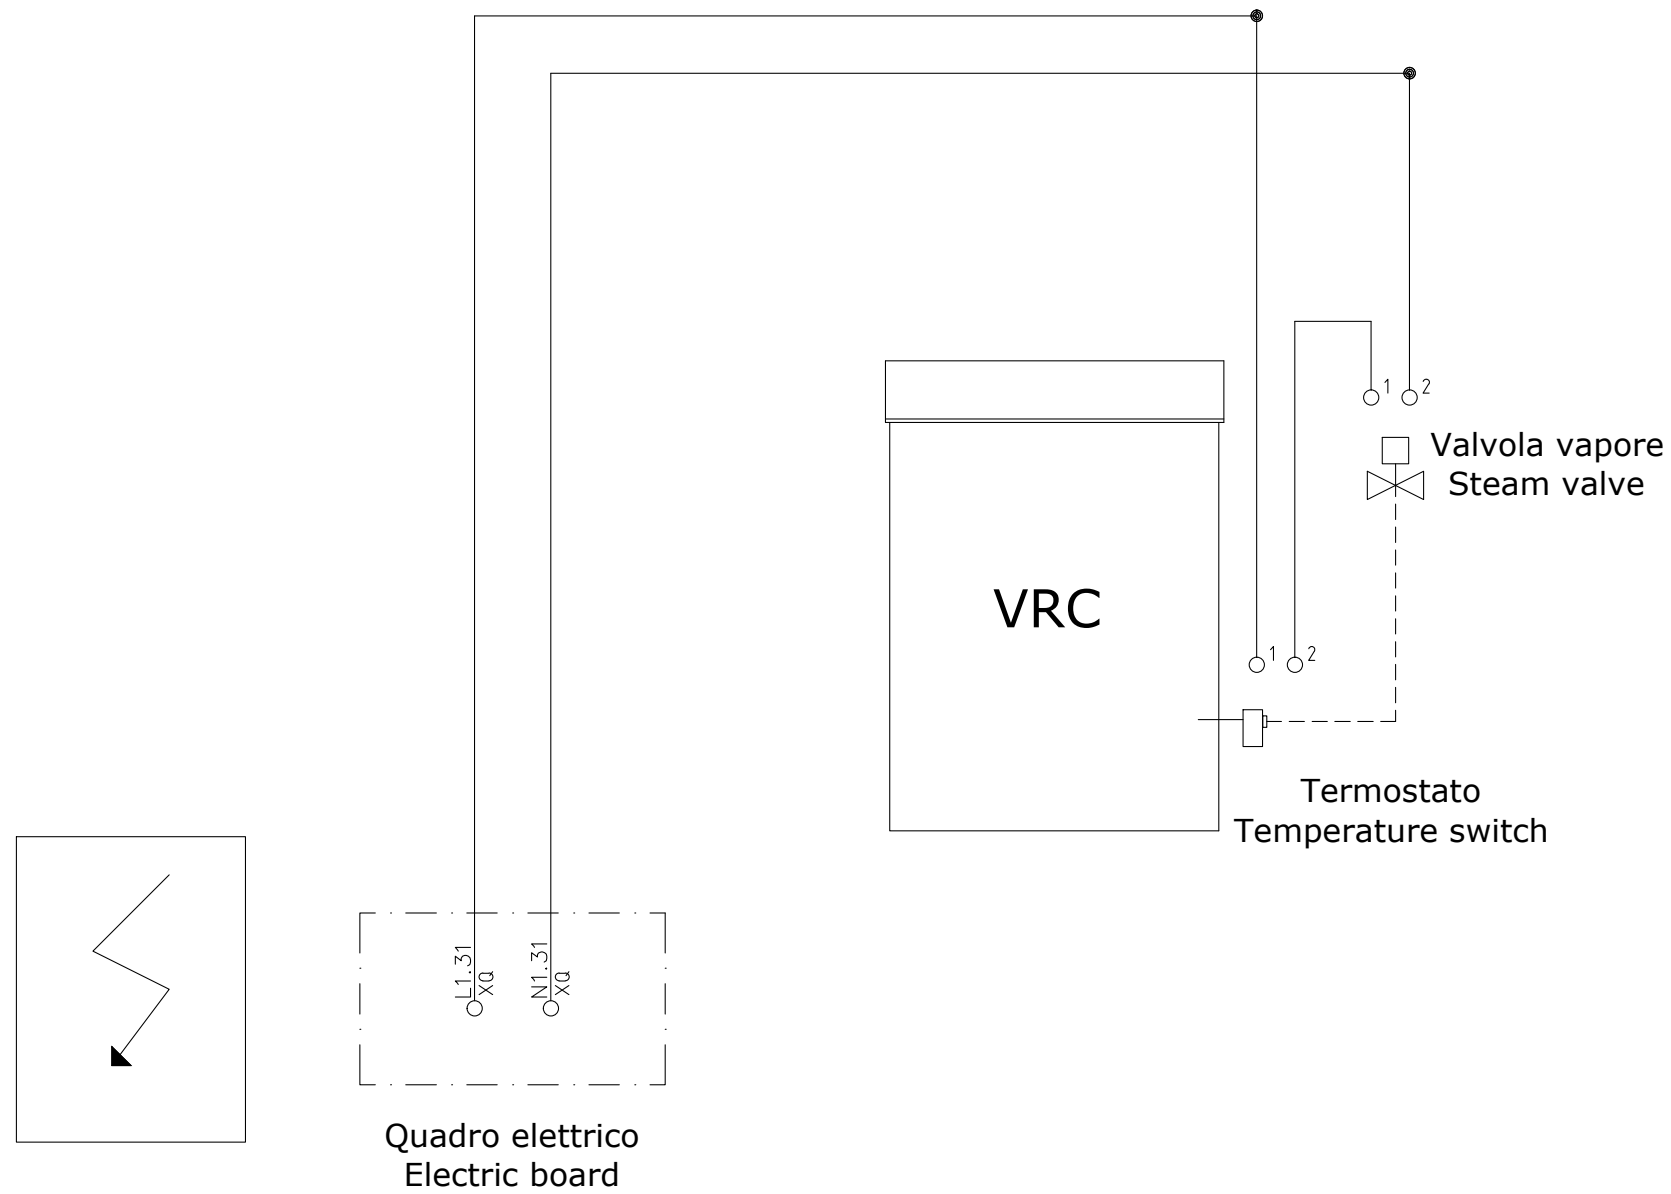 1 2
Valvola vapore
Steam valve
VRC
1 2
Termostato
Temperature switch
L1.31
XQ
N1.31
XQ
Quadro elettrico
Electric board